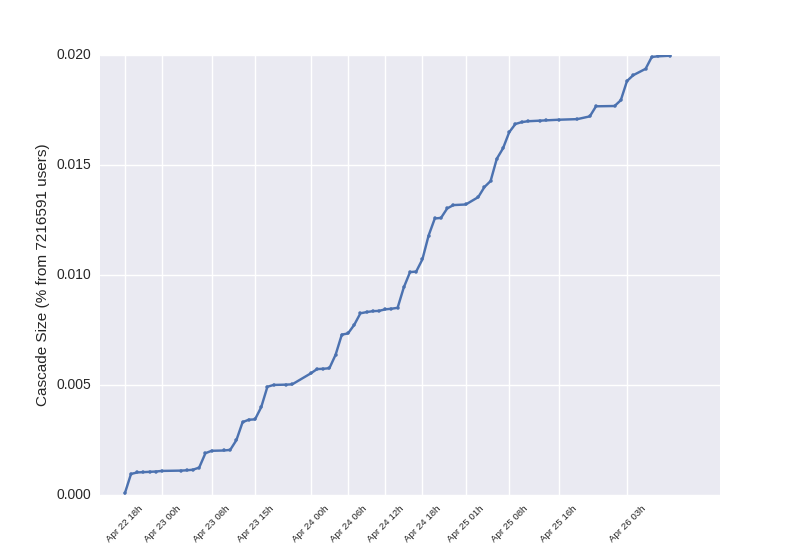 Cascade Size (% from 7216591 users)
0.020
0.015
0.010
0.005
0.000
Apr 22 18h
Apr 23 00h
Apr 23 08h
Apr 23 15h
Apr 24 00h
Apr 24 06h
Apr 24 12h
Apr 24 18h
Apr 25 01h
Apr 25 08h
Apr 25 16h
Apr 26 03h